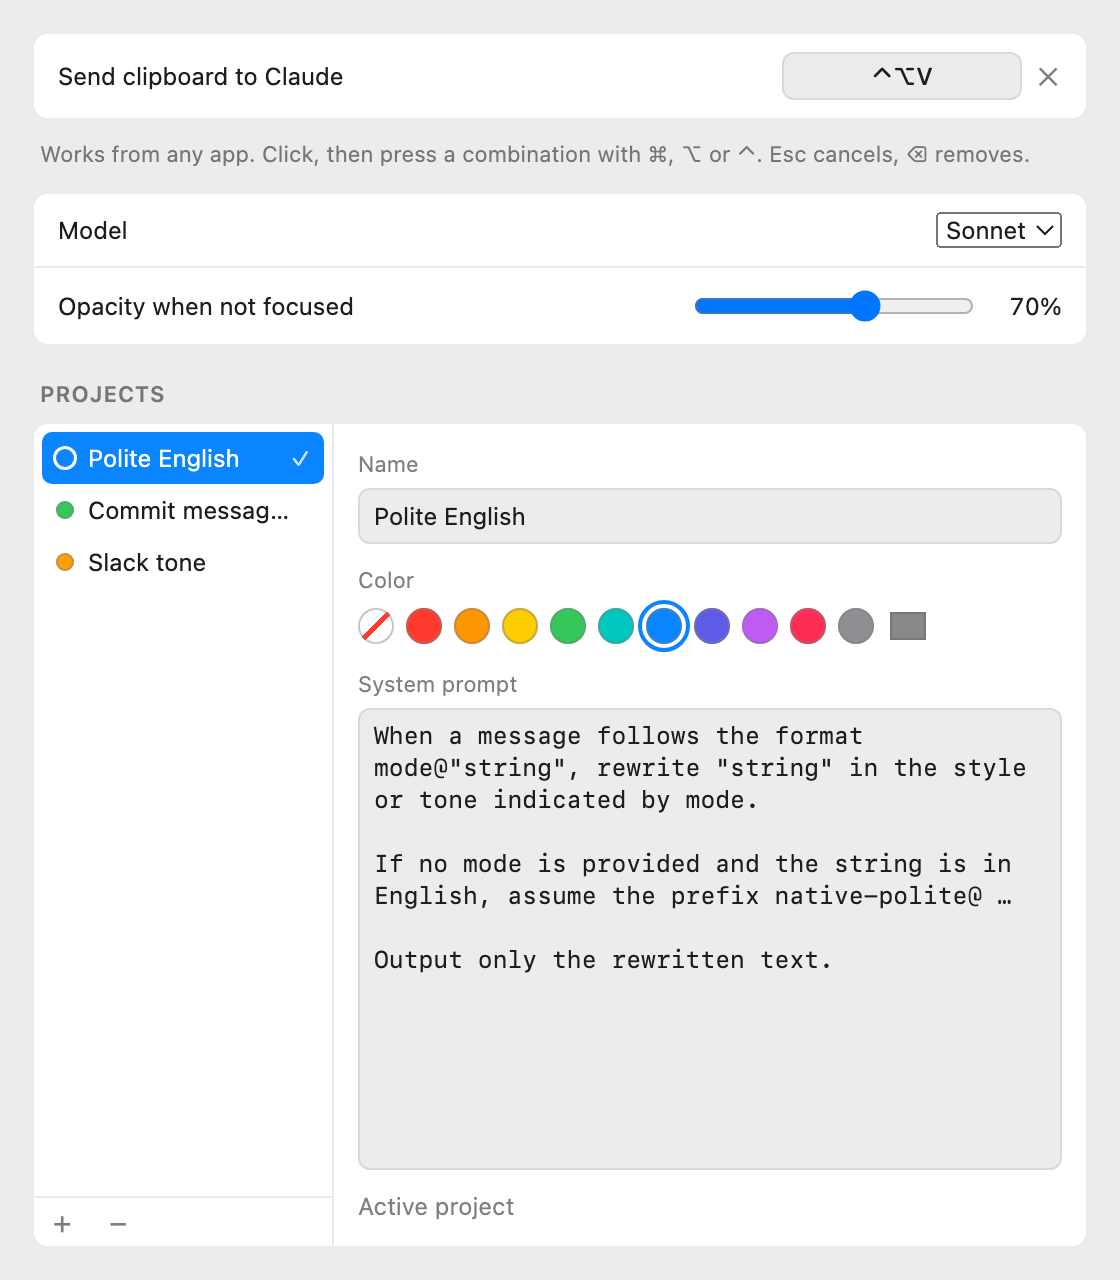 Send clipboard to Claude
⌃⌥V
Works from any app. Click, then press a combination with ⌘, ⌥ or ⌃. Esc cancels, ⌫ removes.
Model
Sonnet
Opacity when not focused
70%
PROJECTS
Polite English
Commit messag...
Slack tone
Name
Polite English
Color
System prompt
When a message follows the format
mode@"string", rewrite "string" in the style
or tone indicated by mode.
If no mode is provided and the string is in
English, assume the prefix native-polite@ …
Output only the rewritten text.
Active project